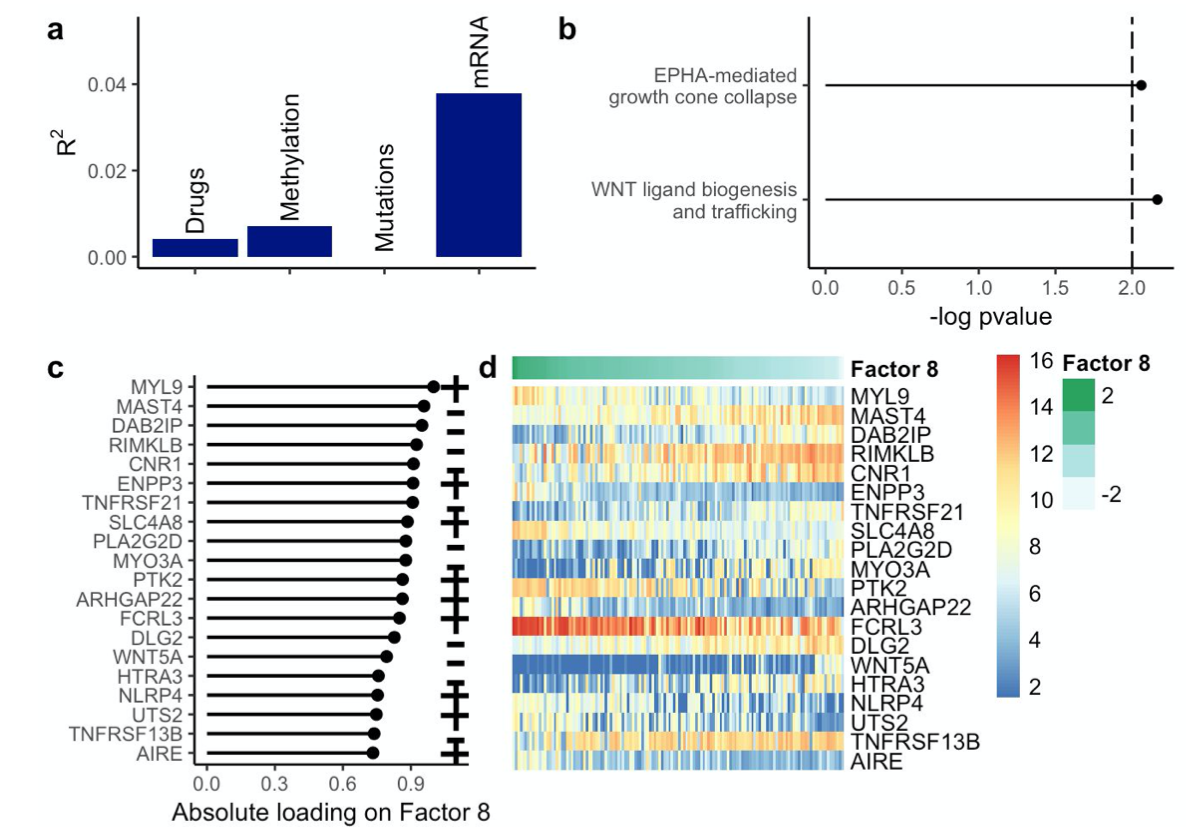 a
R2
0.04
0.02
0.00
Drugs
Methylation
Mutations
mRNA
b
EPHA-mediated
growth cone collapse
WNT ligand biogenesis
and trafficking
0.0 0.5 1.0 1.5 2.0
-log pvalue
c
MYL9 +
MAST4 -
DAB2IP -
RIMKLB -
CNR1 -
ENPP3 +
TNFRSF21 -
SLC4A8 +
PLA2G2D -
MYO3A -
PTK2 +
ARHGAP22 +
FCRL3 +
DLG2 -
WNT5A -
HTRA3 -
NLRP4 +
UTS2 +
TNFRSF13B -
AIRE +
0.0 0.3 0.6 0.9
Absolute loading on Factor 8
d
Factor 8
MYL9
MAST4
DAB2IP
RIMKLB
CNR1
ENPP3
TNFRSF21
SLC4A8
PLA2G2D
MYO3A
PTK2
ARHGAP22
FCRL3
DLG2
WNT5A
HTRA3
NLRP4
UTS2
TNFRSF13B
AIRE
16
14
12
10
8
6
4
2
Factor 8
2
-2